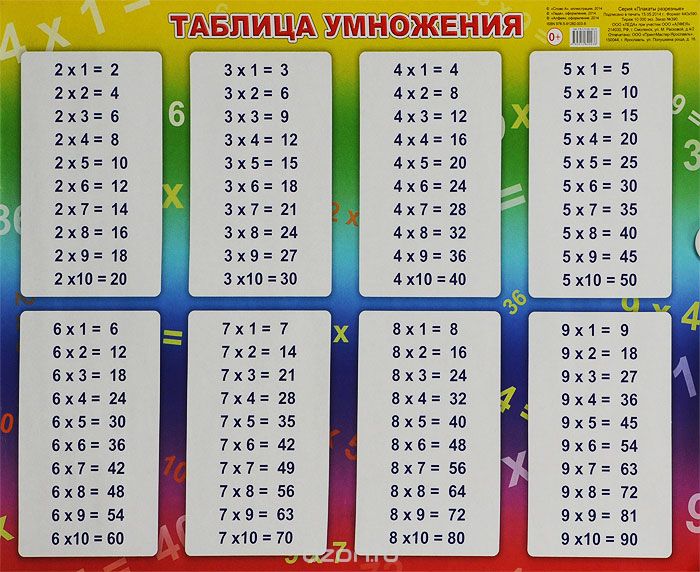 ТАБЛИЦА УМНОЖЕНИЯ
0+
2 x 1 = 2
2 x 2 = 4
2 x 3 = 6
2 x 4 = 8
2 x 5 = 10
2 x 6 = 12
2 x 7 = 14
2 x 8 = 16
2 x 9 = 18
2 x10 = 20
3 x 1 = 3
3 x 2 = 6
3 x 3 = 9
3 x 4 = 12
3 x 5 = 15
3 x 6 = 18
3 x 7 = 21
3 x 8 = 24
3 x 9 = 27
3 x10 = 30
4 x 1 = 4
4 x 2 = 8
4 x 3 = 12
4 x 4 = 16
4 x 5 = 20
4 x 6 = 24
4 x 7 = 28
4 x 8 = 32
4 x 9 = 36
4 x10 = 40
5 x 1 = 5
5 x 2 = 10
5 x 3 = 15
5 x 4 = 20
5 x 5 = 25
5 x 6 = 30
5 x 7 = 35
5 x 8 = 40
5 x 9 = 45
5 x10 = 50
6 x 1 = 6
6 x 2 = 12
6 x 3 = 18
6 x 4 = 24
6 x 5 = 30
6 x 6 = 36
6 x 7 = 42
6 x 8 = 48
6 x 9 = 54
6 x10 = 60
7 x 1 = 7
7 x 2 = 14
7 x 3 = 21
7 x 4 = 28
7 x 5 = 35
7 x 6 = 42
7 x 7 = 49
7 x 8 = 56
7 x 9 = 63
7 x10 = 70
8 x 1 = 8
8 x 2 = 16
8 x 3 = 24
8 x 4 = 32
8 x 5 = 40
8 x 6 = 48
8 x 7 = 56
8 x 8 = 64
8 x 9 = 72
8 x10 = 80
9 x 1 = 9
9 x 2 = 18
9 x 3 = 27
9 x 4 = 36
9 x 5 = 45
9 x 6 = 54
9 x 7 = 63
9 x 8 = 72
9 x 9 = 81
9 x10 = 90
36
9 x 7
ozon.ru